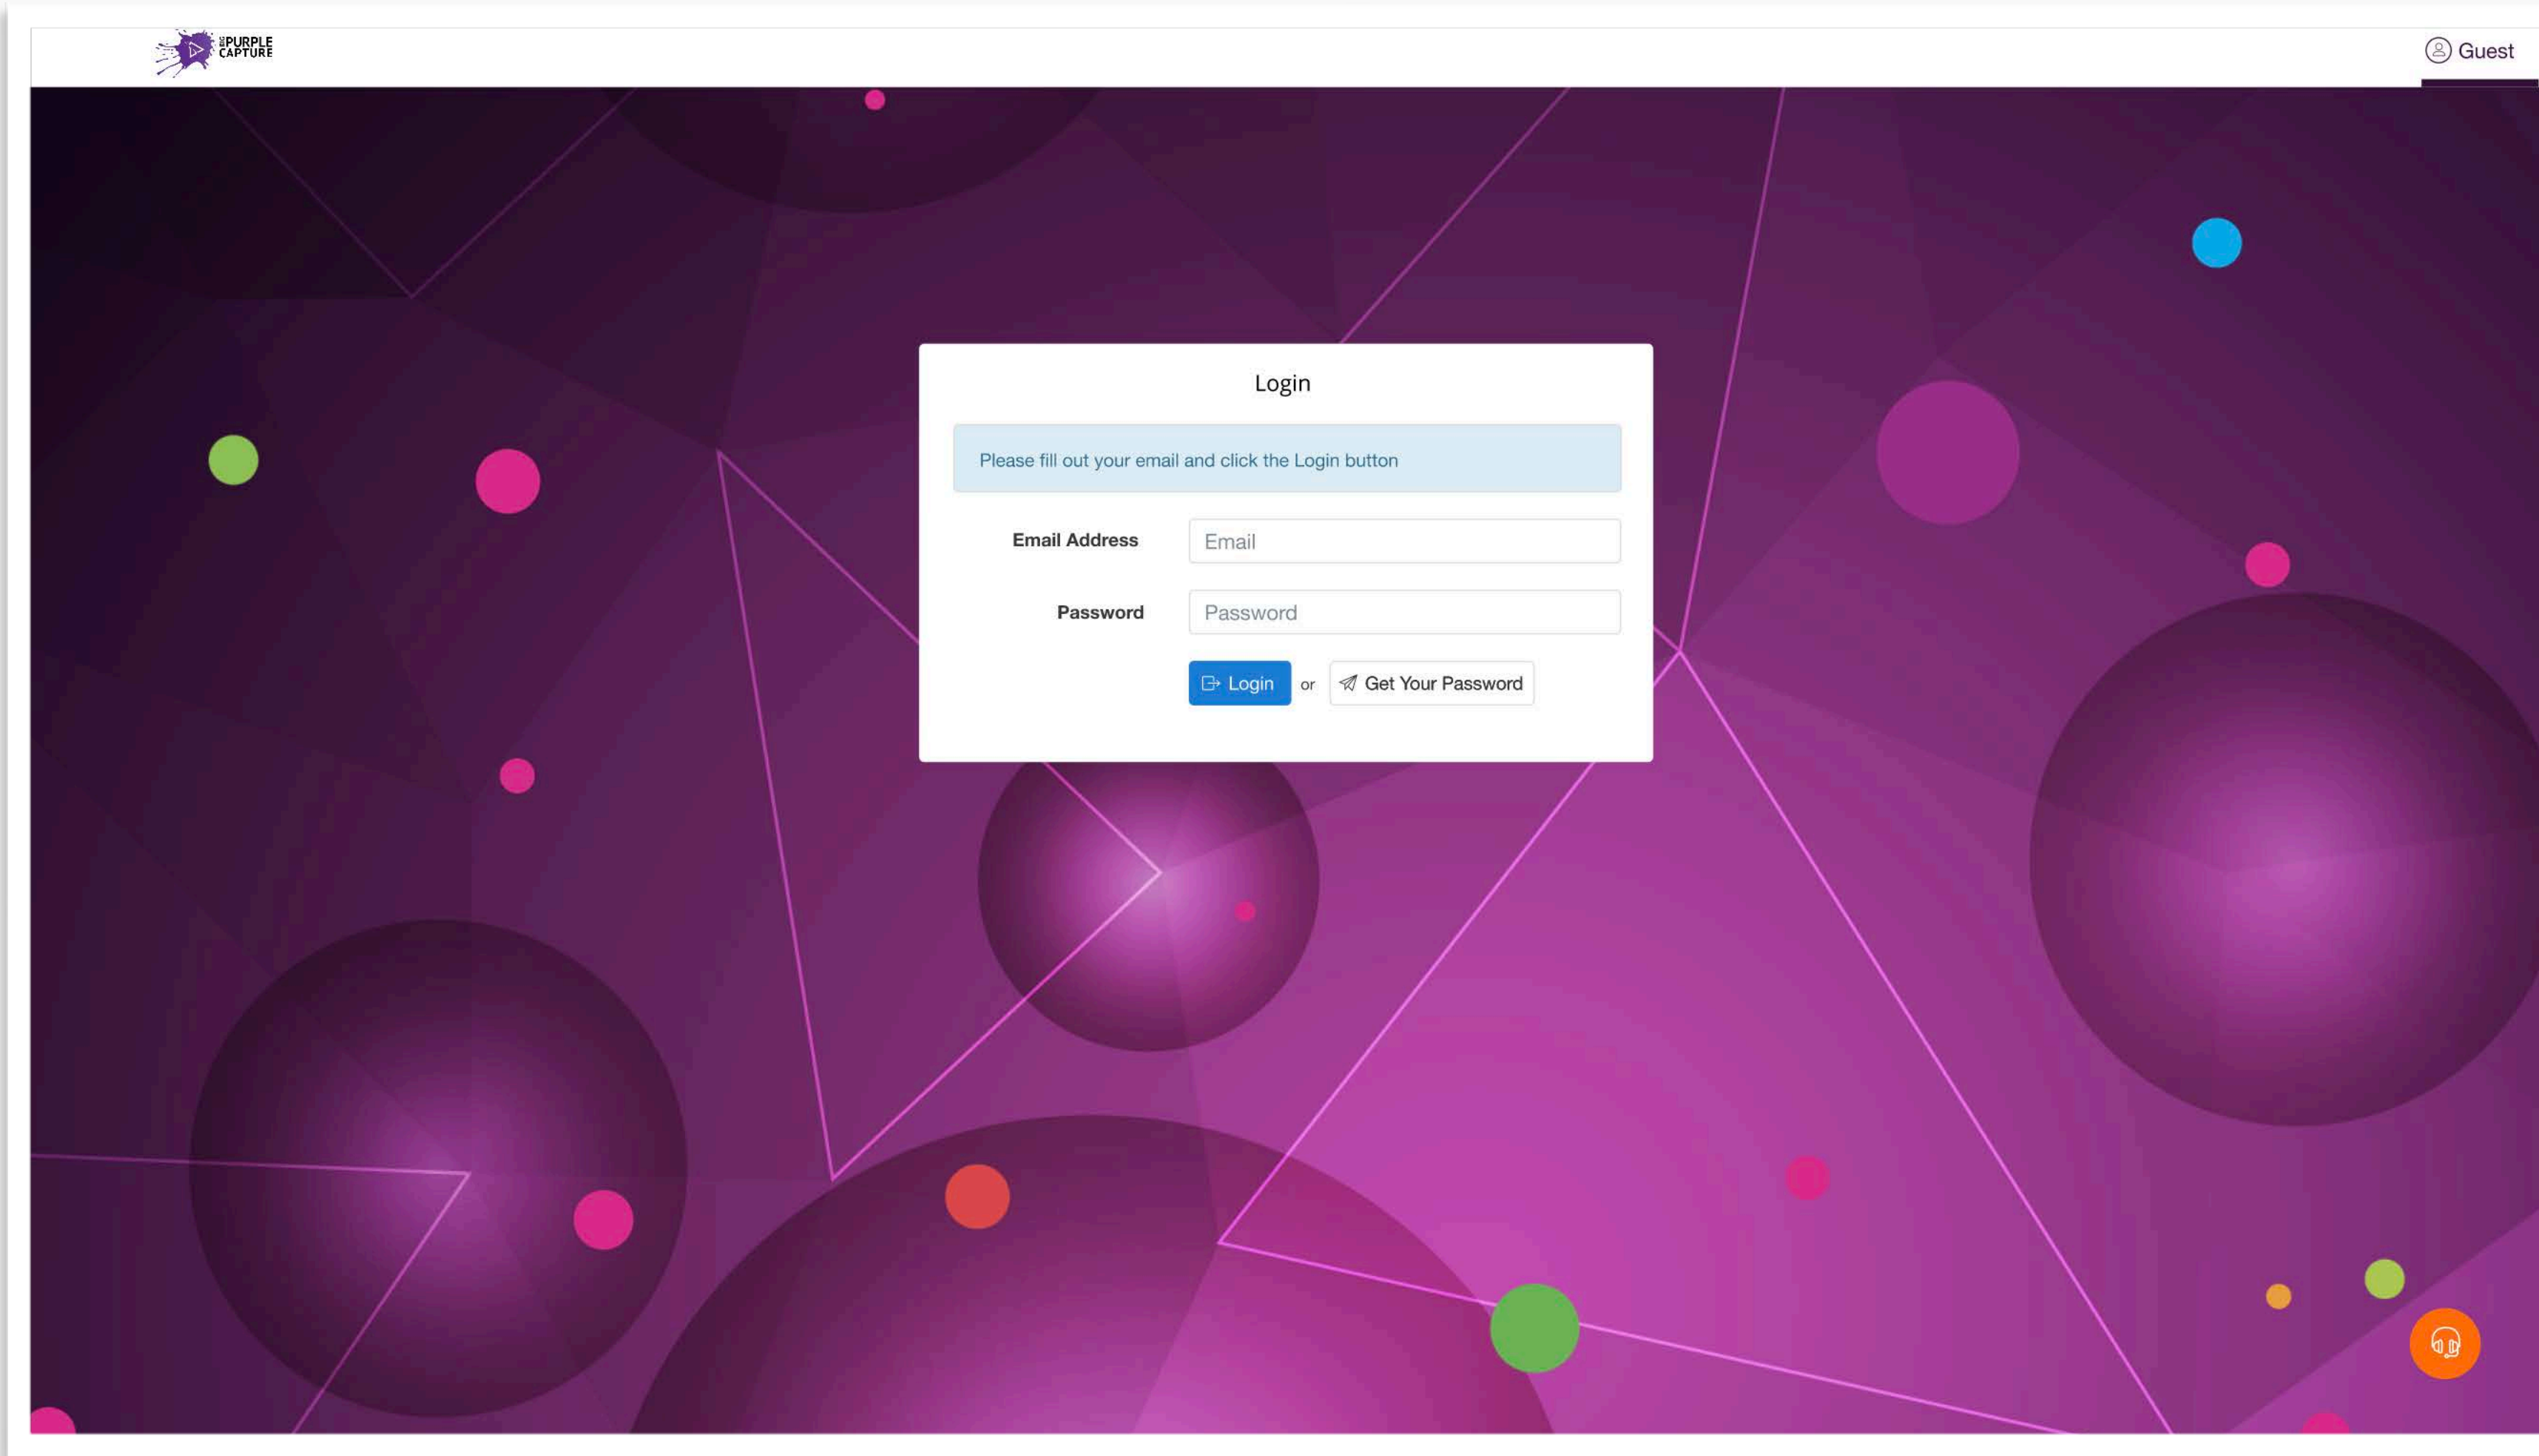 BIG PURPLE
CAPTURE
Guest
Login
Please fill out your email and click the Login button
Email Address
Email
Password
Password
Login or Get Your Password